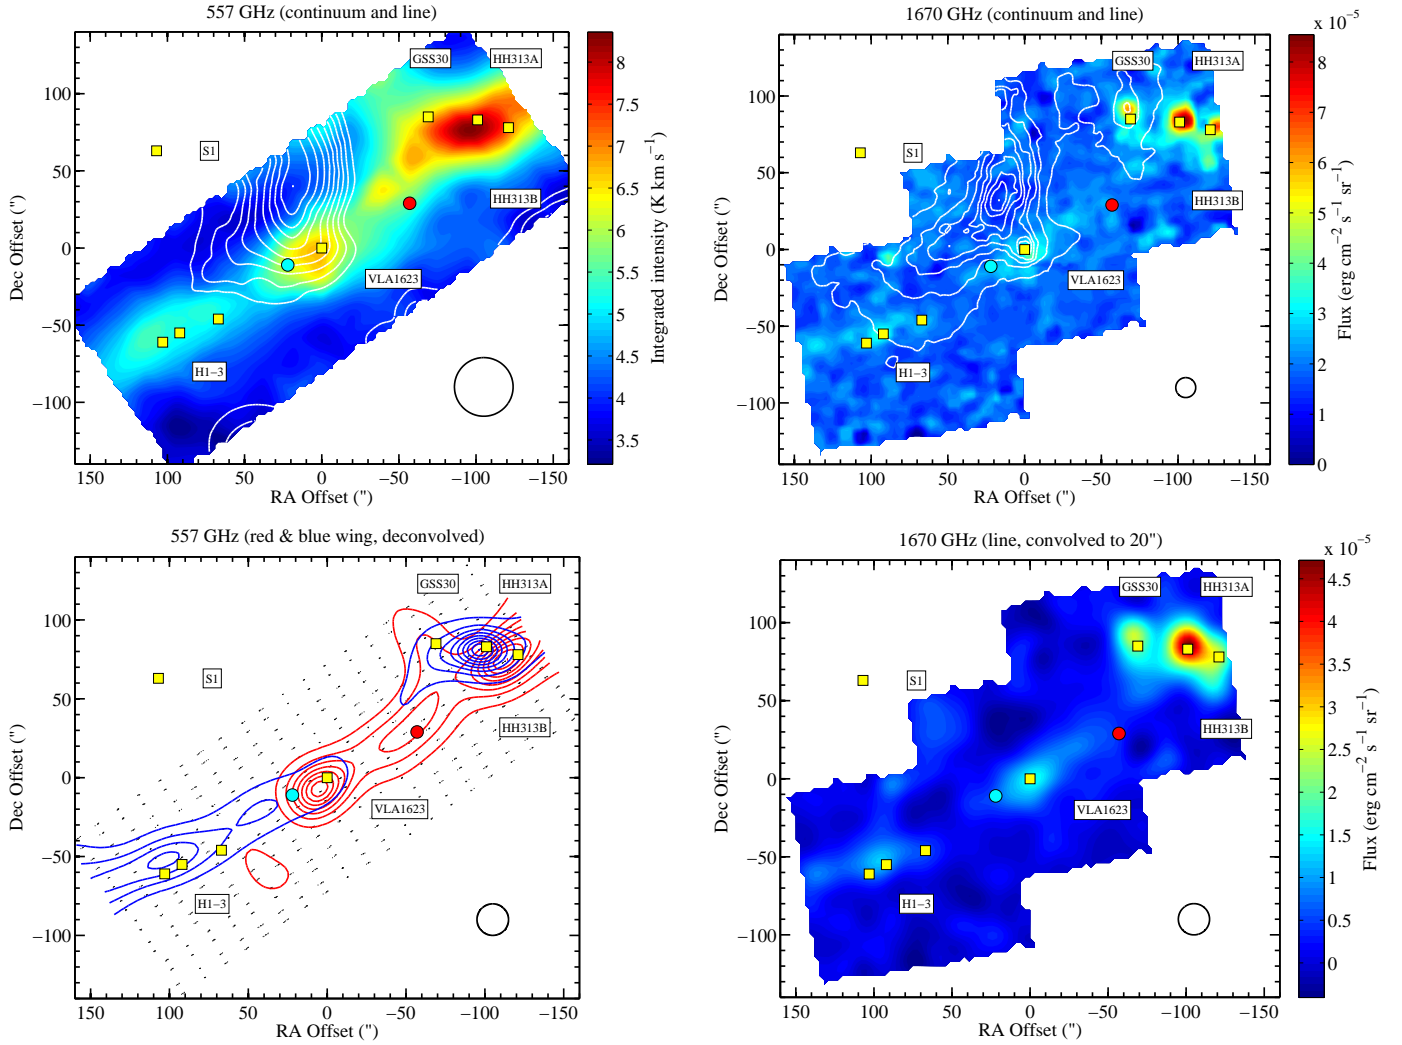 557 GHz (continuum and line)
GSS30
HH313A
S1
HH313B
VLA1623
H1−3
100
50
0
−50
−100
150 100 50 0 −50 −100 −150
RA Offset (")
Dec Offset (")
8
7.5
7
6.5
6
5.5
5
4.5
4
3.5
Integrated intensity (K km s−1)
1670 GHz (continuum and line)
x 10−5
GSS30
HH313A
S1
HH313B
VLA1623
H1−3
100
50
0
−50
−100
150 100 50 0 −50 −100 −150
RA Offset (")
Dec Offset (")
8
7
6
5
4
3
2
1
0
Flux (erg cm−2 s−1 sr−1)
557 GHz (red & blue wing, deconvolved)
GSS30
HH313A
S1
HH313B
VLA1623
H1−3
100
50
0
−50
−100
150 100 50 0 −50 −100 −150
RA Offset (")
Dec Offset (")
1670 GHz (line, convolved to 20")
x 10−5
GSS30
HH313A
S1
HH313B
VLA1623
H1−3
100
50
0
−50
−100
150 100 50 0 −50 −100 −150
RA Offset (")
Dec Offset (")
4.5
4
3.5
3
2.5
2
1.5
1
0.5
0
Flux (erg cm−2 s−1 sr−1)